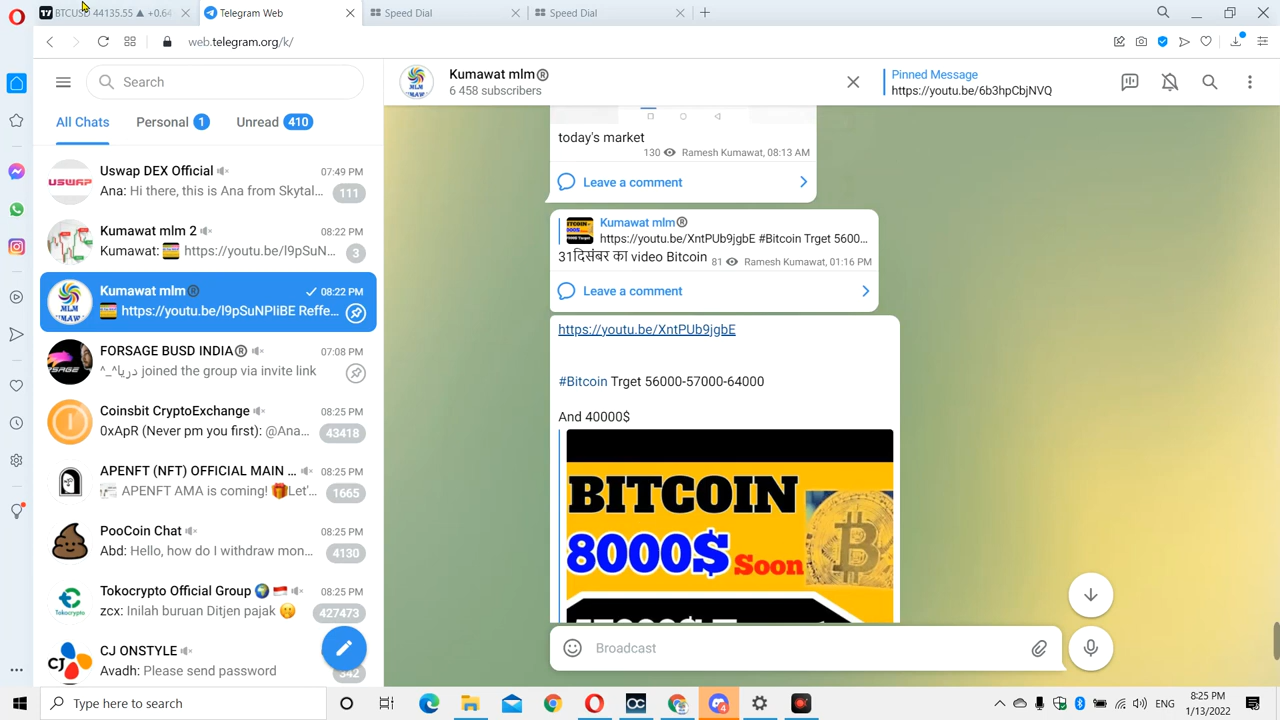 BTCUSD 44135.55 ▲ +0.64
Telegram Web
Speed Dial
Speed Dial
web.telegram.org/k/
Search
All Chats
Personal 1
Unread 410
Uswap DEX Official
07:49 PM
Ana: Hi there, this is Ana from Skytal...
111
Kumawat mlm 2
08:22 PM
Kumawat: https://youtu.be/l9pSuN...
3
Kumawat mlm®
08:22 PM
https://youtu.be/l9pSuNPIiBE Reffe...
FORSAGE BUSD INDIA®
07:08 PM
^_^دریا joined the group via invite link
Coinsbit CryptoExchange
08:25 PM
0xApR (Never pm you first): @Ana...
43418
APENFT (NFT) OFFICIAL MAIN ...
08:25 PM
APENFT AMA is coming! Let'...
1665
PooCoin Chat
08:25 PM
Abd: Hello, how do I withdraw mon...
4130
Tokocrypto Official Group
08:25 PM
zcx: Inilah buruan Ditjen pajak
427473
CJ ONSTYLE
08:25 PM
Avadh: Please send password
342
Kumawat mlm®
6 458 subscribers
Pinned Message
https://youtu.be/6b3hpCbjNVQ
today's market
130 Ramesh Kumawat, 08:13 AM
Leave a comment
Kumawat mlm®
https://youtu.be/XntPUb9jgbE #Bitcoin Trget 5600...
31दिसंबर का video Bitcoin 81 Ramesh Kumawat, 01:16 PM
Leave a comment
https://youtu.be/XntPUb9jgbE
#Bitcoin Trget 56000-57000-64000
And 40000$
BITCOIN
8000$ Soon
Broadcast
Type here to search
ENG
8:25 PM
1/13/2022